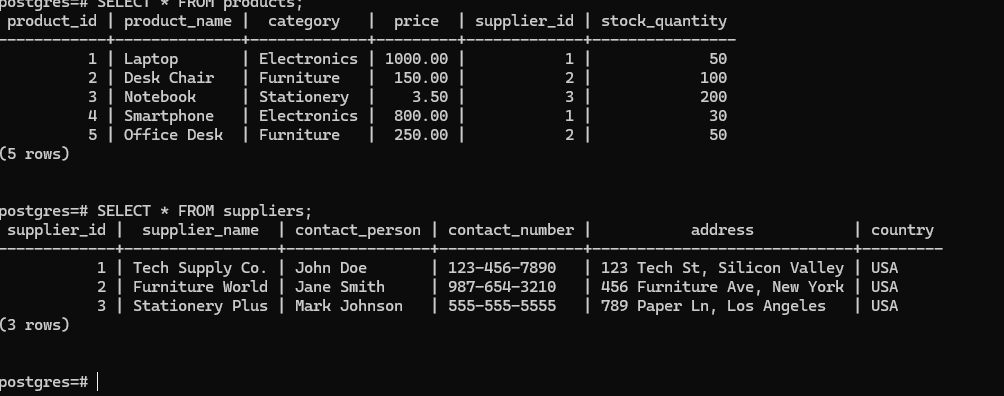 postgres=# SELECT * FROM products;
 product_id | product_name |  category   |  price  | supplier_id | stock_quantity
------------+--------------+-------------+---------+-------------+----------------
          1 | Laptop       | Electronics | 1000.00 |           1 |             50
          2 | Desk Chair   | Furniture   |  150.00 |           2 |            100
          3 | Notebook     | Stationery  |    3.50 |           3 |            200
          4 | Smartphone   | Electronics |  800.00 |           1 |             30
          5 | Office Desk  | Furniture   |  250.00 |           2 |             50
(5 rows)
postgres=# SELECT * FROM suppliers;
 supplier_id |  supplier_name  | contact_person | contact_number |          address           | country
-------------+-----------------+----------------+----------------+----------------------------+---------
           1 | Tech Supply Co. | John Doe       | 123-456-7890   | 123 Tech St, Silicon Valley | USA
           2 | Furniture World | Jane Smith     | 987-654-3210   | 456 Furniture Ave, New York | USA
           3 | Stationery Plus | Mark Johnson   | 555-555-5555   | 789 Paper Ln, Los Angeles   | USA
(3 rows)
postgres=#